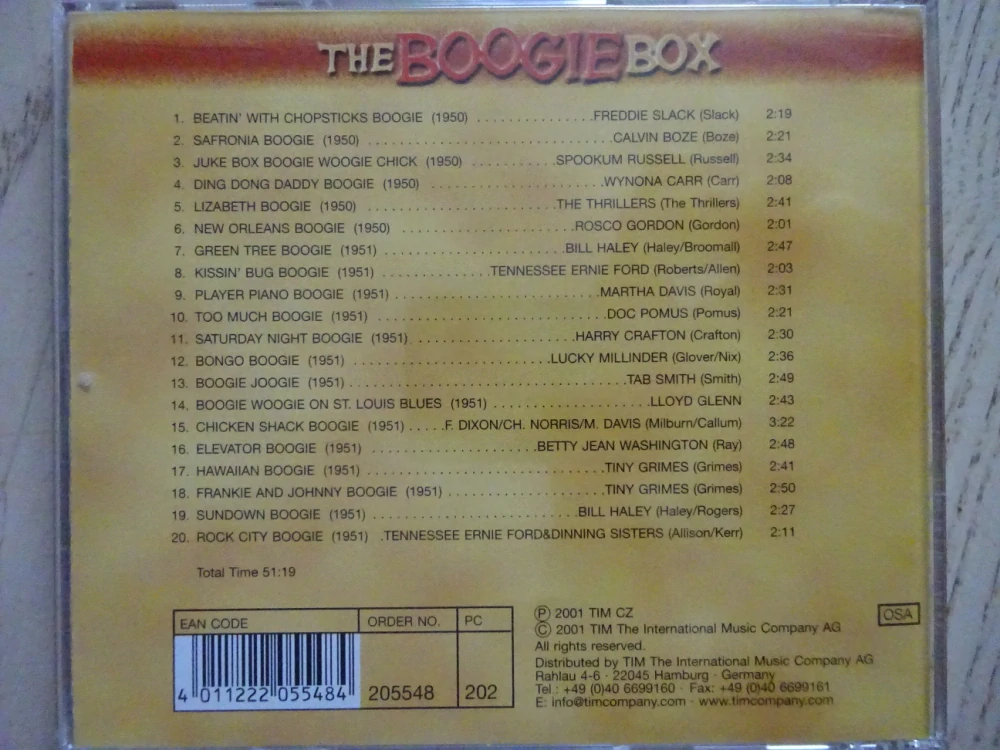 THE BOOGIE BOX
1. BEATIN' WITH CHOPSTICKS BOOGIE (1950) ..............FREDDIE SLACK (Slack) 2:19
2. SAFRONIA BOOGIE (1950) ..............................CALVIN BOZE (Boze) 2:21
3. JUKE BOX BOOGIE WOOGIE CHICK (1950) ..........SPOOKUM RUSSELL (Russell) 2:34
4. DING DONG DADDY BOOGIE (1950) .....................WYNONA CARR (Carr) 2:08
5. LIZABETH BOOGIE (1950) ........................THE THRILLERS (The Thrillers) 2:41
6. NEW ORLEANS BOOGIE (1950) .....................ROSCO GORDON (Gordon) 2:01
7. GREEN TREE BOOGIE (1951) ......................BILL HALEY (Haley/Broomall) 2:47
8. KISSIN' BUG BOOGIE (1951) .............TENNESSEE ERNIE FORD (Roberts/Allen) 2:03
9. PLAYER PIANO BOOGIE (1951) .........................MARTHA DAVIS (Royal) 2:31
10. TOO MUCH BOOGIE (1951) ............................DOC POMUS (Pomus) 2:21
11. SATURDAY NIGHT BOOGIE (1951) ....................HARRY CRAFTON (Crafton) 2:30
12. BONGO BOOGIE (1951) ........................LUCKY MILLINDER (Glover/Nix) 2:36
13. BOOGIE JOOGIE (1951) .................................TAB SMITH (Smith) 2:49
14. BOOGIE WOOGIE ON ST. LOUIS BLUES (1951) ...................LLOYD GLENN 2:43
15. CHICKEN SHACK BOOGIE (1951) .....F. DIXON/CH. NORRIS/M. DAVIS (Milburn/Callum) 3:22
16. ELEVATOR BOOGIE (1951) ....................BETTY JEAN WASHINGTON (Ray) 2:48
17. HAWAIIAN BOOGIE (1951) .............................TINY GRIMES (Grimes) 2:41
18. FRANKIE AND JOHNNY BOOGIE (1951) ...................TINY GRIMES (Grimes) 2:50
19. SUNDOWN BOOGIE (1951) .........................BILL HALEY (Haley/Rogers) 2:27
20. ROCK CITY BOOGIE (1951) .TENNESSEE ERNIE FORD&DINNING SISTERS (Allison/Kerr) 2:11
Total Time 51:19
EAN CODE ORDER NO. PC
4 011222 055484 205548 202
Ⓟ 2001 TIM CZ
© 2001 TIM The International Music Company AG
All rights reserved.
Distributed by TIM The International Music Company AG
Rahlau 4-6 · 22045 Hamburg · Germany
Tel.: +49 (0)40 6699160 · Fax: +49 (0)40 6699161
E: info@timcompany.com · www.timcompany.com
OSA